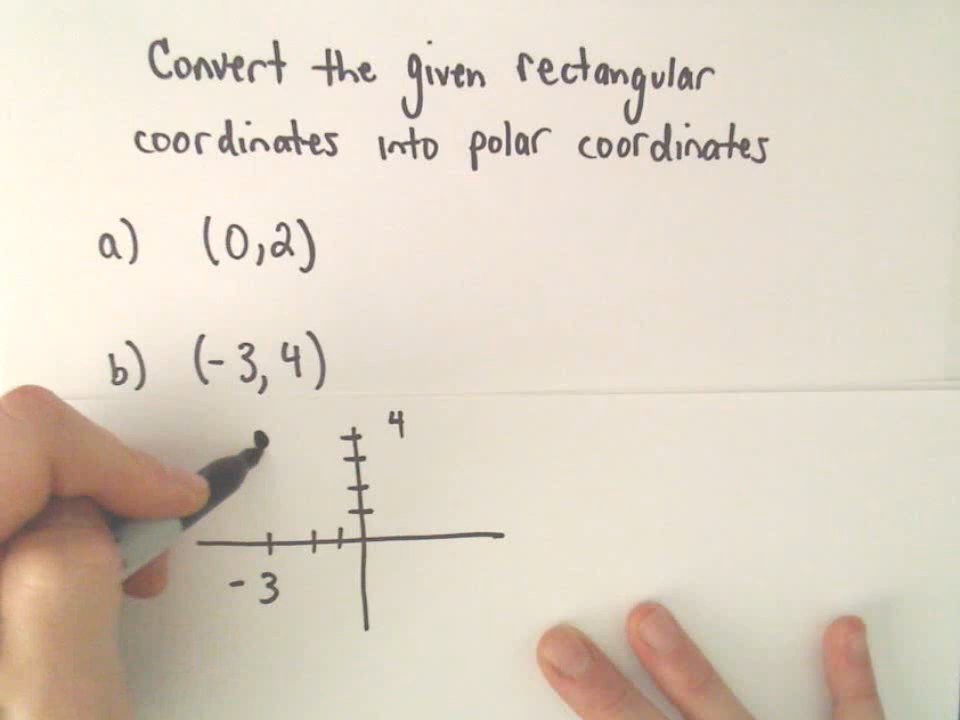 Convert the given rectangular
coordinates into polar coordinates
a) (0,2)
b) (-3,4)
4
-3